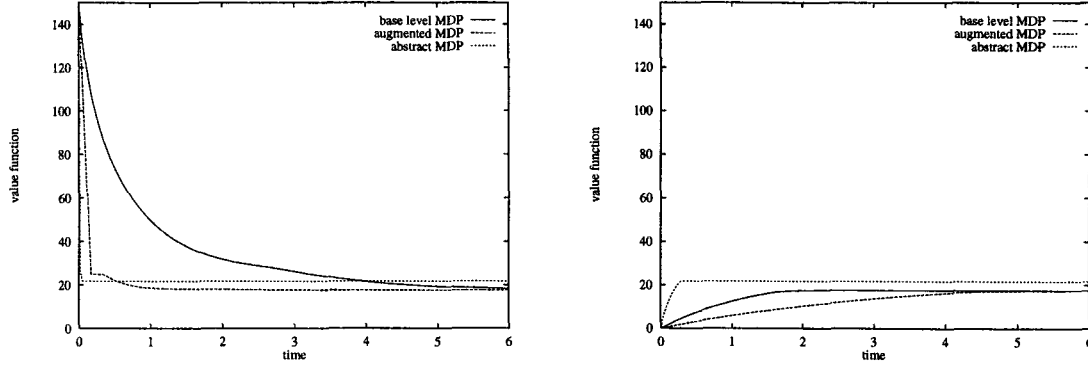 140
120
100
80
60
40
20
0
value function
base level MDP
augmented MDP
abstract MDP
0 1 2 3 4 5 6
time
140
120
100
80
60
40
20
0
value function
base level MDP
augmented MDP
abstract MDP
0 1 2 3 4 5 6
time